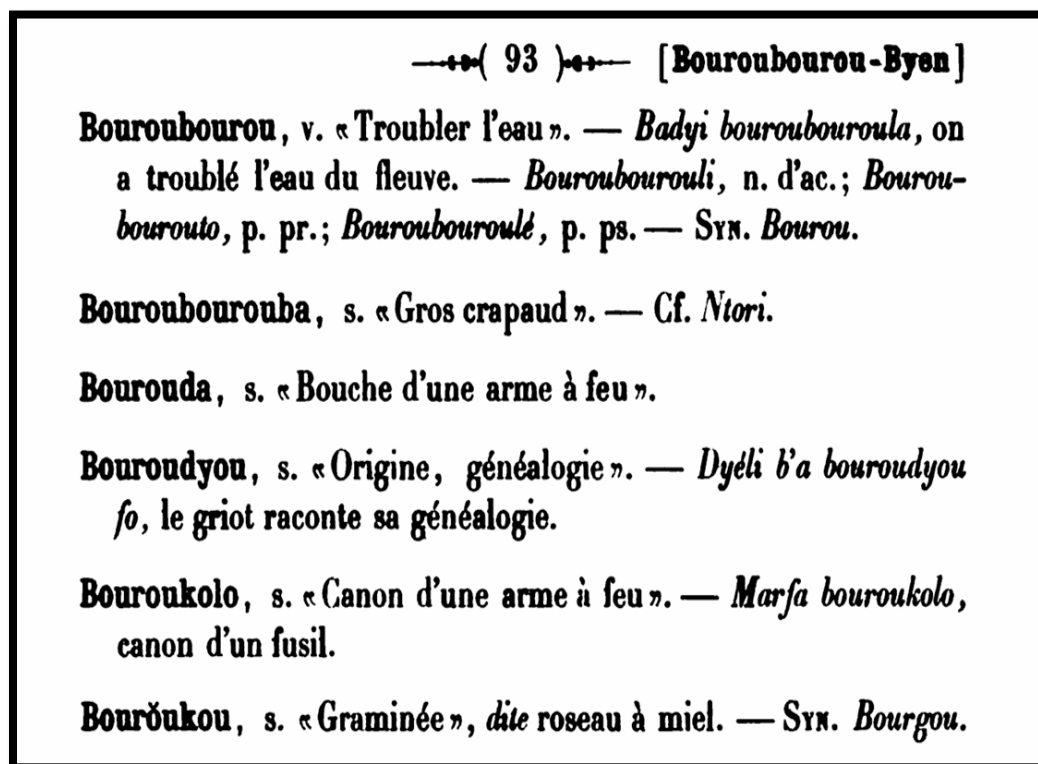 ( 93 ) [Bouroubourou-Byen]
Bouroubourou, v. «Troubler l'eau». — Badyi bouroubouroula, on
a troublé l'eau du fleuve. — Bouroubourouli, n. d'ac.; Bourou-
bourouto, p. pr.; Bouroubouroulé, p. ps. — Syn. Bourou.
Bouroubourouba, s. «Gros crapaud». — Cf. Ntori.
Bourouda, s. «Bouche d'une arme à feu».
Bouroudyou, s. «Origine, généalogie». — Dyéli b'a bouroudyou
fo, le griot raconte sa généalogie.
Bouroukolo, s. «Canon d'une arme à feu». — Marfa bouroukolo,
canon d'un fusil.
Bourŏukou, s. «Graminée», dite roseau à miel. — Syn. Bourgou.